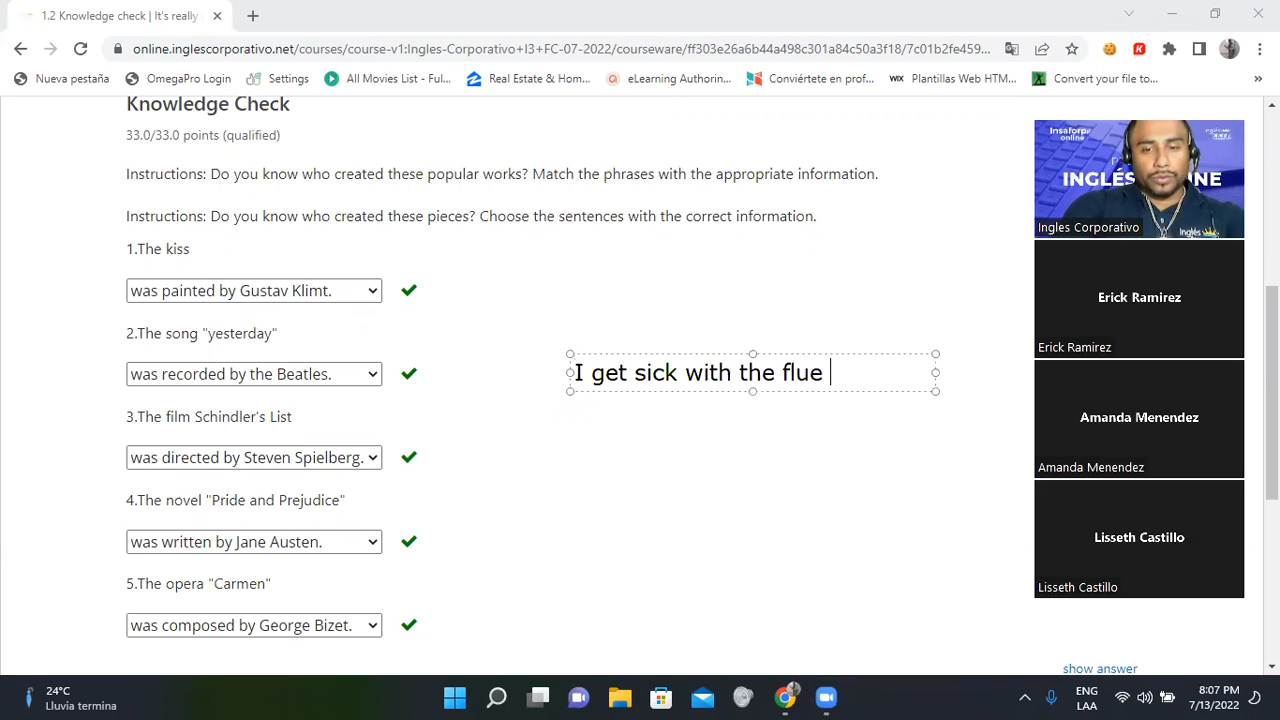 1.2 Knowledge check | It's really
online.inglescorporativo.net/courses/course-v1:Ingles-Corporativo+I3+FC-07-2022/courseware/ff303e26a6b44a498c301a84c50a3f18/7c01b2fe459...
Nueva pestaña OmegaPro Login Settings All Movies List - Ful... Real Estate & Hom... eLearning Authorin... Conviértete en prof... WIX Plantillas Web HTM... Convert your file to... »
Knowledge Check
33.0/33.0 points (qualified)
Instructions: Do you know who created these popular works? Match the phrases with the appropriate information.
Instructions: Do you know who created these pieces? Choose the sentences with the correct information.
1.The kiss
was painted by Gustav Klimt.
2.The song "yesterday"
was recorded by the Beatles.
3.The film Schindler's List
was directed by Steven Spielberg.
4.The novel "Pride and Prejudice"
was written by Jane Austen.
5.The opera "Carmen"
was composed by George Bizet.
I get sick with the flue
show answer
INGLÉS ONLINE
Ingles Corporativo
Erick Ramirez
Erick Ramirez
Amanda Menendez
Amanda Menendez
Lisseth Castillo
Lisseth Castillo
24°C
Lluvia termina
ENG
LAA
8:07 PM
7/13/2022